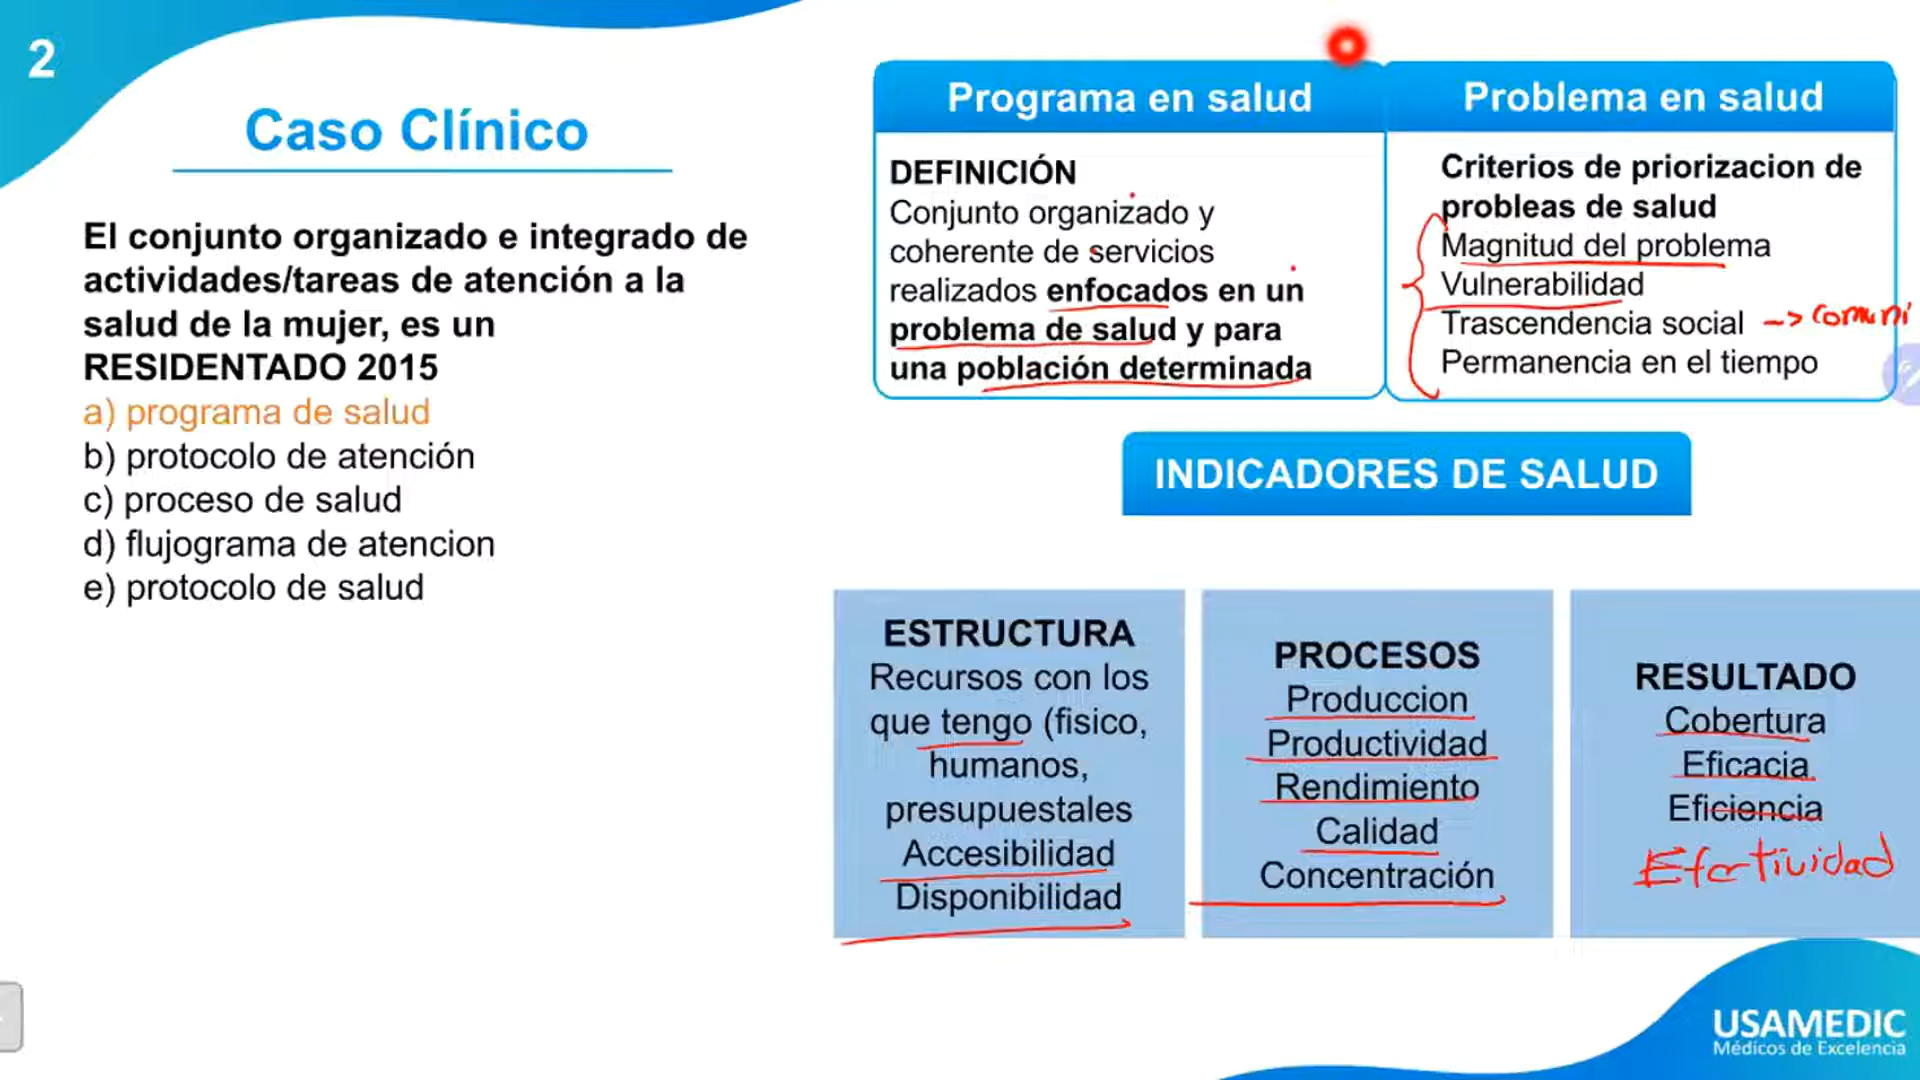 2
Caso Clínico
El conjunto organizado e integrado de
actividades/tareas de atención a la
salud de la mujer, es un
RESIDENTADO 2015
a) programa de salud
b) protocolo de atención
c) proceso de salud
d) flujograma de atencion
e) protocolo de salud
Programa en salud
DEFINICIÓN
Conjunto organizado y
coherente de servicios
realizados enfocados en un
problema de salud y para
una población determinada
Problema en salud
Criterios de priorizacion de
probleas de salud
Magnitud del problema
Vulnerabilidad
Trascendencia social -> comuni
Permanencia en el tiempo
INDICADORES DE SALUD
ESTRUCTURA
Recursos con los
que tengo (fisico,
humanos,
presupuestales
Accesibilidad
Disponibilidad
PROCESOS
Produccion
Productividad
Rendimiento
Calidad
Concentración
RESULTADO
Cobertura
Eficacia
Eficiencia
Efectividad
USAMEDIC
Médicos de Excelencia